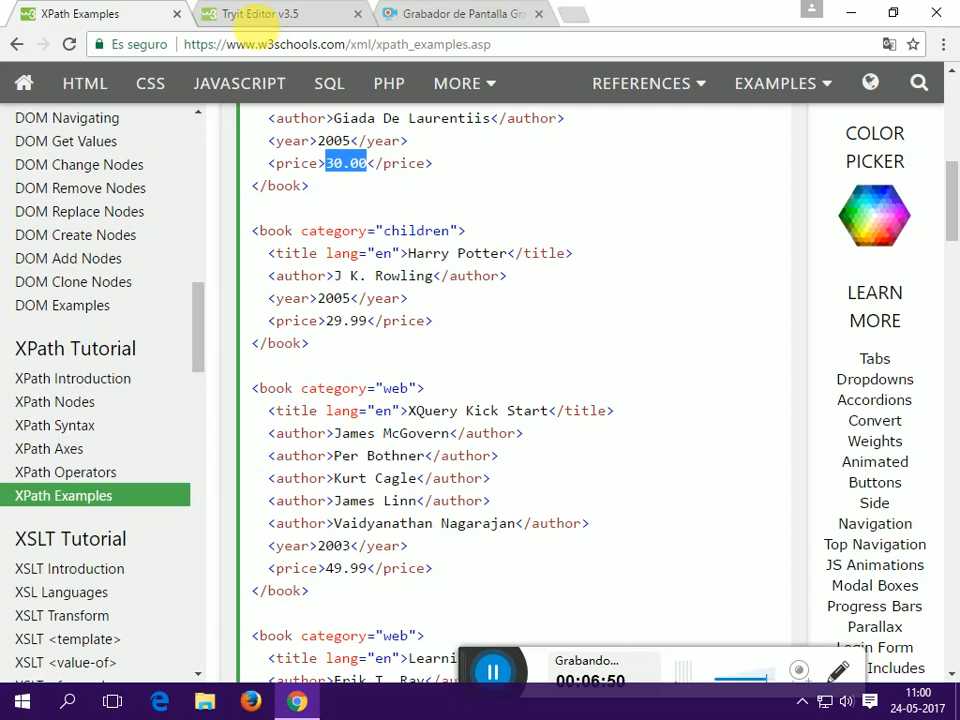 XPath Examples
Tryit Editor v3.5
Grabador de Pantalla Gra
Es seguro
https://www.w3schools.com/xml/xpath_examples.asp
HTML CSS JAVASCRIPT SQL PHP MORE REFERENCES EXAMPLES
DOM Navigating
DOM Get Values
DOM Change Nodes
DOM Remove Nodes
DOM Replace Nodes
DOM Create Nodes
DOM Add Nodes
DOM Clone Nodes
DOM Examples
XPath Tutorial
XPath Introduction
XPath Nodes
XPath Syntax
XPath Axes
XPath Operators
XPath Examples
XSLT Tutorial
XSLT Introduction
XSL Languages
XSLT Transform
XSLT <template>
XSLT <value-of>
<author>Giada De Laurentiis</author>
<year>2005</year>
<price>30.00</price>
</book>
<book category="children">
<title lang="en">Harry Potter</title>
<author>J K. Rowling</author>
<year>2005</year>
<price>29.99</price>
</book>
<book category="web">
<title lang="en">XQuery Kick Start</title>
<author>James McGovern</author>
<author>Per Bothner</author>
<author>Kurt Cagle</author>
<author>James Linn</author>
<author>Vaidyanathan Nagarajan</author>
<year>2003</year>
<price>49.99</price>
</book>
<book category="web">
<title lang="en">Learni
<author>Erik T. Ray</author>
COLOR
PICKER
LEARN
MORE
Tabs
Dropdowns
Accordions
Convert
Weights
Animated
Buttons
Side
Navigation
Top Navigation
JS Animations
Modal Boxes
Progress Bars
Parallax
Login Form
Includes
Grabando...
00:06:50
11:00
24-05-2017